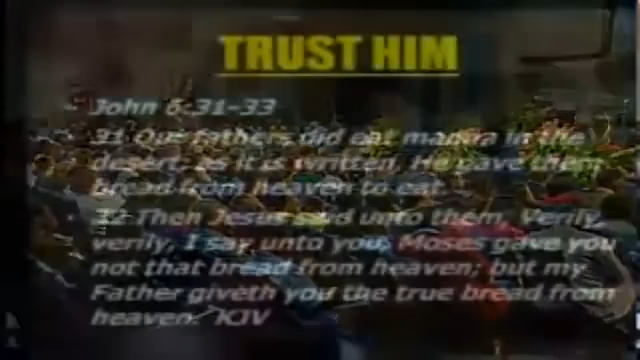 TRUST HIM
John 6:31-33
31 Our fathers did eat manna in the
desert; as it is written, He gave them
bread from heaven to eat.
32 Then Jesus said unto them, Verily,
verily, I say unto you, Moses gave you
not that bread from heaven; but my
Father giveth you the true bread from
heaven. KJV